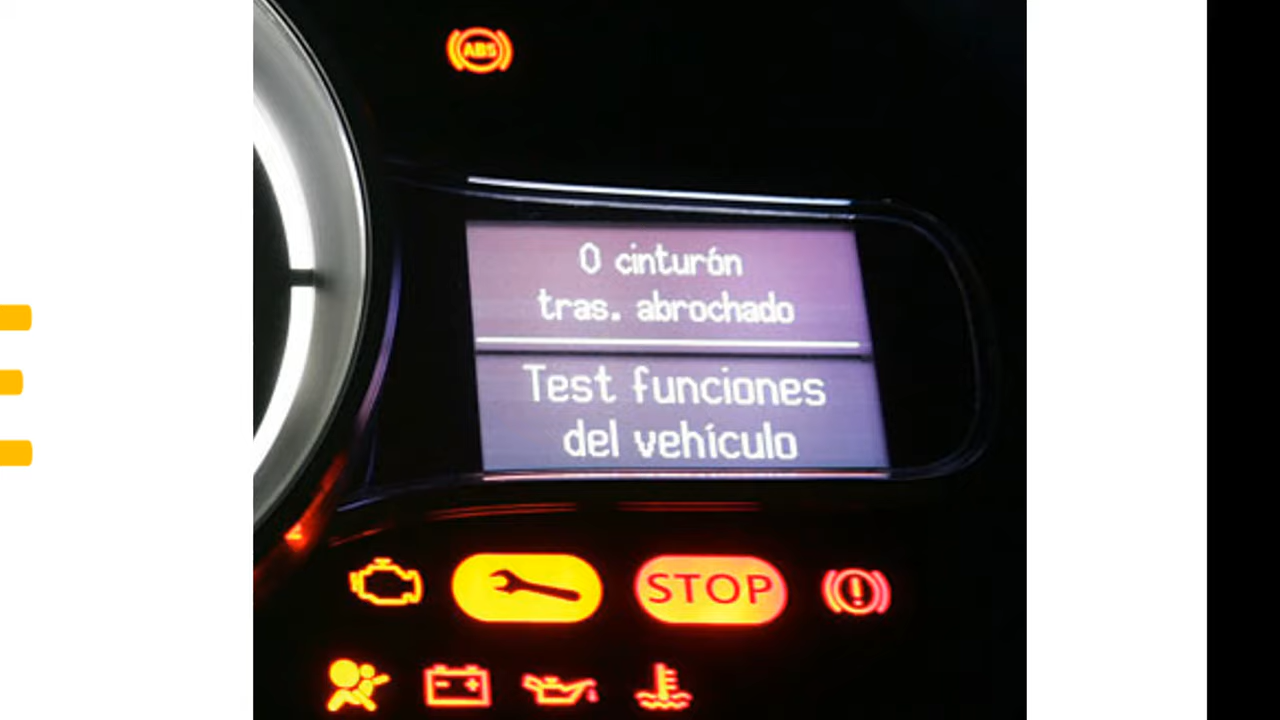 ABS
0 cinturón
tras. abrochado
Test funciones
del vehículo
STOP